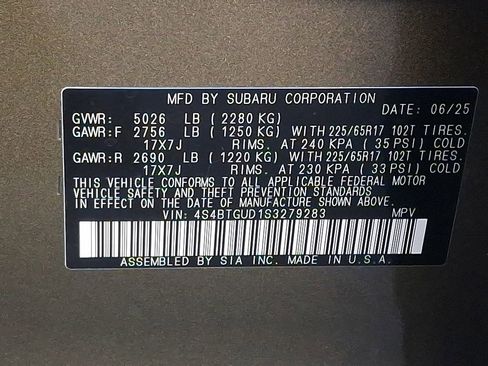 MFD BY SUBARU CORPORATION
DATE: 06/25
GVWR: 5026 LB (2280 KG)
GAWR:F 2756 LB (1250 KG) WITH 225/65R17 102T TIRES.
17X7J RIMS. AT 240 KPA (35 PSI) COLD
GAWR:R 2690 LB (1220 KG) WITH 225/65R17 102T TIRES.
17X7J RIMS. AT 230 KPA (33 PSI) COLD
THIS VEHICLE CONFORMS TO ALL APPLICABLE FEDERAL MOTOR
VEHICLE SAFETY AND THEFT PREVENTION STANDARDS
IN EFFECT ON THE DATE OF MANUFACTURE SHOWN ABOVE.
VIN: 4S4BTGUD1S3279283 MPV
ASSEMBLED BY SIA INC. MADE IN U.S.A.